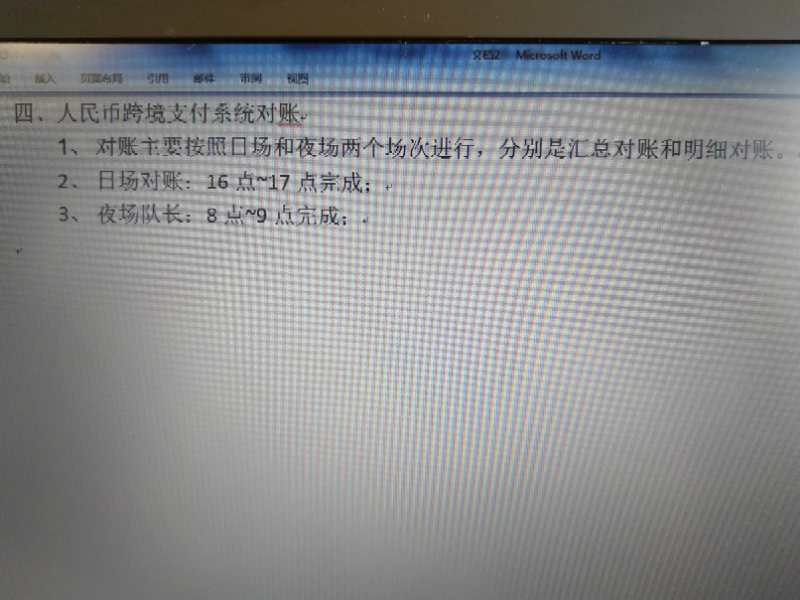 文档2 Microsoft Word
插入 页面布局 引用 邮件 审阅 视图
四、人民币跨境支付系统对账
1、 对账主要按照日场和夜场两个场次进行，分别是汇总对账和明细对账。
2、 日场对账：16 点~17 点完成；
3、 夜场队长：8 点~9 点完成；